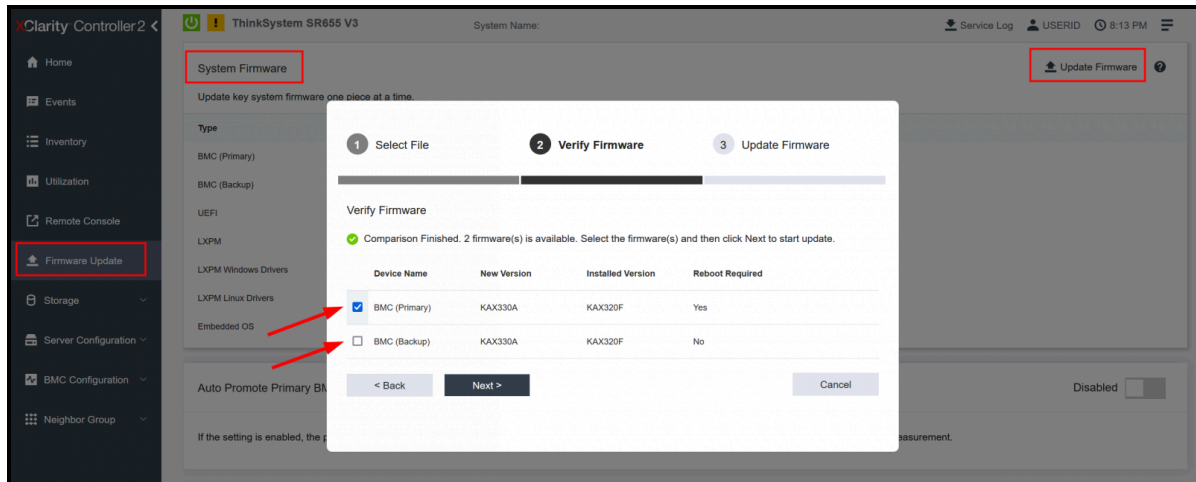 XClarity Controller 2 <
ThinkSystem SR655 V3
System Name:
Service Log
USERID
8:13 PM
Home
Events
Inventory
Utilization
Remote Console
Firmware Update
Storage
Server Configuration
BMC Configuration
Neighbor Group
System Firmware
Update Firmware
Update key system firmware one piece at a time.
Type
BMC (Primary)
BMC (Backup)
UEFI
LXPM
LXPM Windows Drivers
LXPM Linux Drivers
Embedded OS
1 Select File
2 Verify Firmware
3 Update Firmware
Verify Firmware
Comparison Finished. 2 firmware(s) is available. Select the firmware(s) and then click Next to start update.
Device Name New Version Installed Version Reboot Required
BMC (Primary) KAX330A KAX320F Yes
BMC (Backup) KAX330A KAX320F No
< Back
Next >
Cancel
Auto Promote Primary BM
Disabled
If the setting is enabled, the p
easurement.